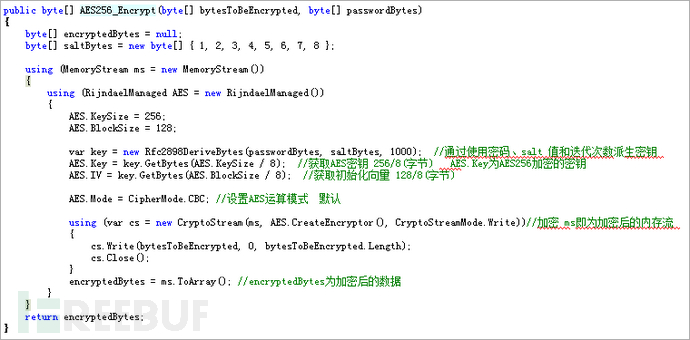 public byte[] AES256_Encrypt(byte[] bytesToBeEncrypted, byte[] passwordBytes)
{
    byte[] encryptedBytes = null;
    byte[] saltBytes = new byte[] { 1, 2, 3, 4, 5, 6, 7, 8 };
    using (MemoryStream ms = new MemoryStream())
    {
        using (RijndaelManaged AES = new RijndaelManaged())
        {
            AES.KeySize = 256;
            AES.BlockSize = 128;
            var key = new Rfc2898DeriveBytes(passwordBytes, saltBytes, 1000); //通过使用密码、salt 值和迭代次数派生密钥
            AES.Key = key.GetBytes(AES.KeySize / 8); //获取AES密钥 256/8(字节) AES.Key为AES256加密的密钥
            AES.IV = key.GetBytes(AES.BlockSize / 8); //获取初始化向量 128/8(字节)
            AES.Mode = CipherMode.CBC; //设置AES运算模式 默认
            using (var cs = new CryptoStream(ms, AES.CreateEncryptor(), CryptoStreamMode.Write))//加密 ms即为加密后的内存流
            {
                cs.Write(bytesToBeEncrypted, 0, bytesToBeEncrypted.Length);
                cs.Close();
            }
            encryptedBytes = ms.ToArray(); //encryptedBytes为加密后的数据
        }
    }
    return encryptedBytes;
}
REEBUF